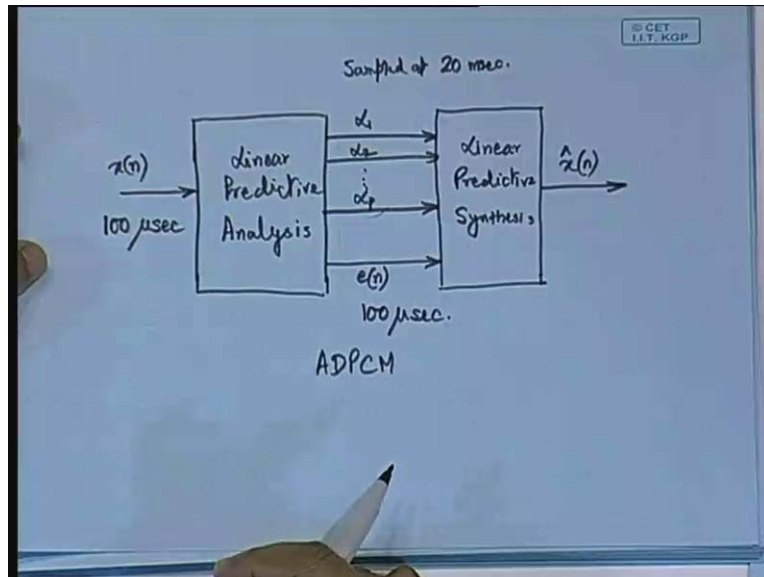 © CET
I.I.T. KGP
Sampled at 20 msec.
x(n)
100 μsec
Linear
Predictive
Analysis
α₁
α₂
⋮
αₚ
e(n)
100 μsec.
Linear
Predictive
Synthesis
x̂(n)
ADPCM